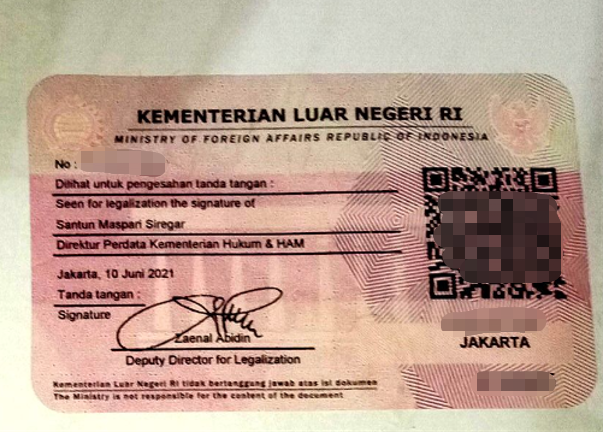 KEMENTERIAN LUAR NEGERI RI
MINISTRY OF FOREIGN AFFAIRS REPUBLIC OF INDONESIA
No :
Dilihat untuk pengesahan tanda tangan :
Seen for legalization the signature of
Santun Maspari Siregar
Direktur Perdata Kementerian Hukum & HAM
Jakarta, 10 Juni 2021
Tanda tangan :
Signature
Zaenal Abidin
Deputy Director for Legalization
JAKARTA
Kementerian Luar Negeri RI tidak bertanggung jawab atas isi dokumen
The Ministry is not responsible for the content of the document